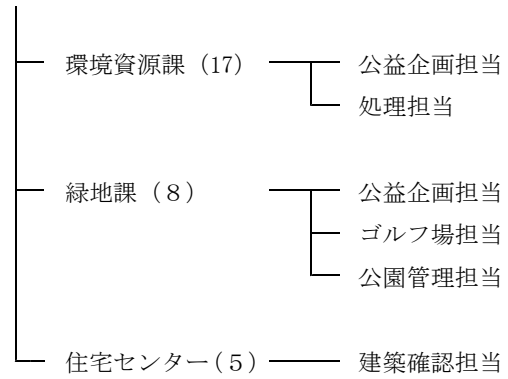 環境資源課（17） 公益企画担当
処理担当
緑地課（８） 公益企画担当
ゴルフ場担当
公園管理担当
住宅センター(５) 建築確認担当